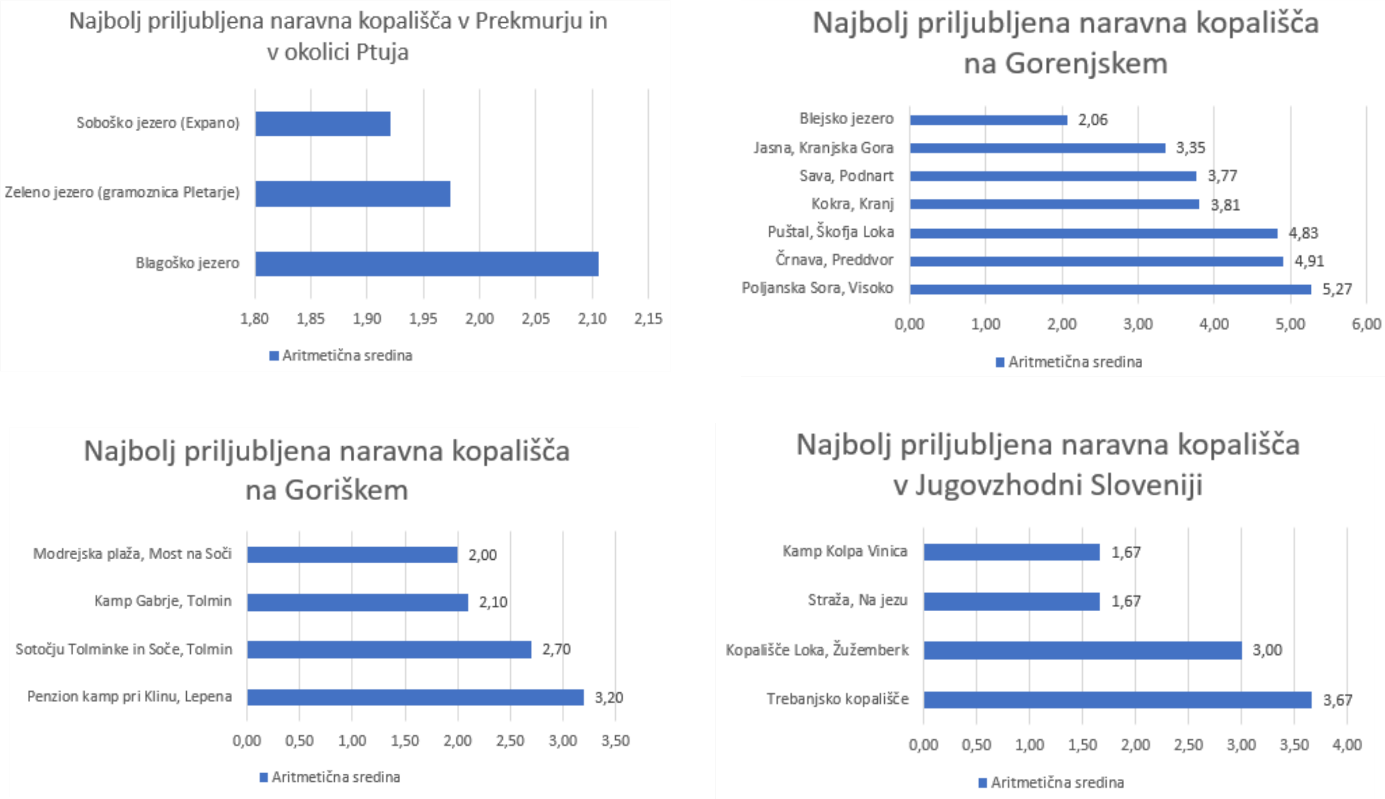 Najbolj priljubljena naravna kopališča v Prekmurju in
v okolici Ptuja
Soboško jezero (Expano)
Zeleno jezero (gramoznica Pletarje)
Blagoško jezero
1,80 1,85 1,90 1,95 2,00 2,05 2,10 2,15
Aritmetična sredina
Najbolj priljubljena naravna kopališča
na Gorenjskem
Blejsko jezero 2,06
Jasna, Kranjska Gora 3,35
Sava, Podnart 3,77
Kokra, Kranj 3,81
Puštal, Škofja Loka 4,83
Črnava, Preddvor 4,91
Poljanska Sora, Visoko 5,27
0,00 1,00 2,00 3,00 4,00 5,00 6,00
Aritmetična sredina
Najbolj priljubljena naravna kopališča
na Goriškem
Modrejska plaža, Most na Soči 2,00
Kamp Gabrje, Tolmin 2,10
Sotočju Tolminke in Soče, Tolmin 2,70
Penzion kamp pri Klinu, Lepena 3,20
0,00 0,50 1,00 1,50 2,00 2,50 3,00 3,50
Aritmetična sredina
Najbolj priljubljena naravna kopališča
v Jugovzhodni Sloveniji
Kamp Kolpa Vinica 1,67
Straža, Na jezu 1,67
Kopališče Loka, Žužemberk 3,00
Trebanjsko kopališče 3,67
0,00 0,50 1,00 1,50 2,00 2,50 3,00 3,50 4,00
Aritmetična sredina